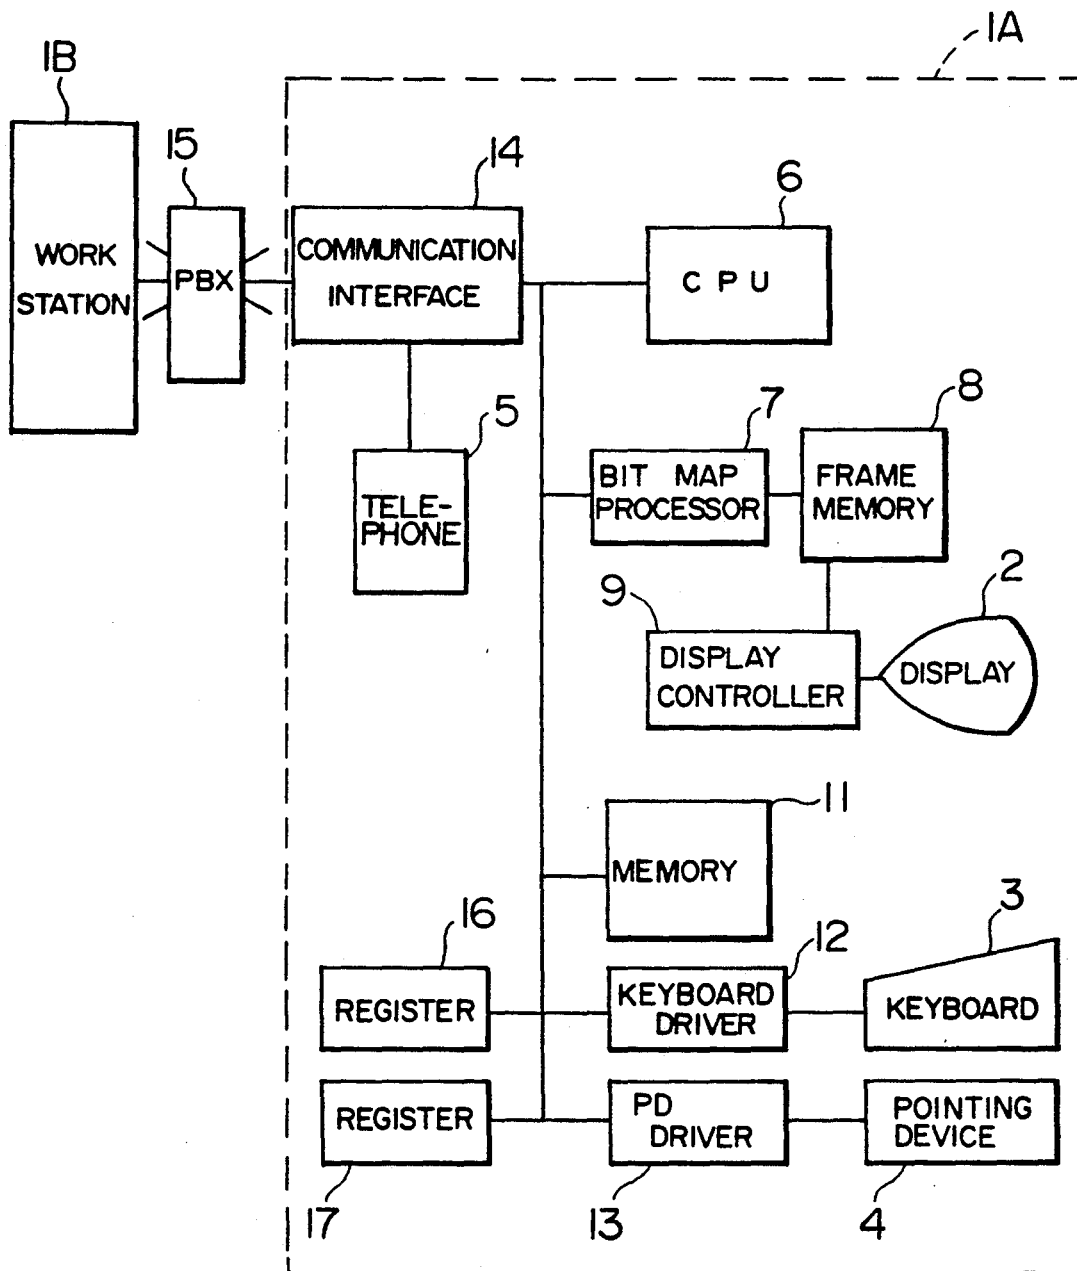 1A
1B
15
14
6
WORK
STATION
PBX
COMMUNICATION
INTERFACE
C P U
5
7
8
TELE-
PHONE
BIT MAP
PROCESSOR
FRAME
MEMORY
9
2
DISPLAY
CONTROLLER
DISPLAY
11
MEMORY
16
12
3
REGISTER
KEYBOARD
DRIVER
KEYBOARD
REGISTER
PD
DRIVER
POINTING
DEVICE
17
13
4